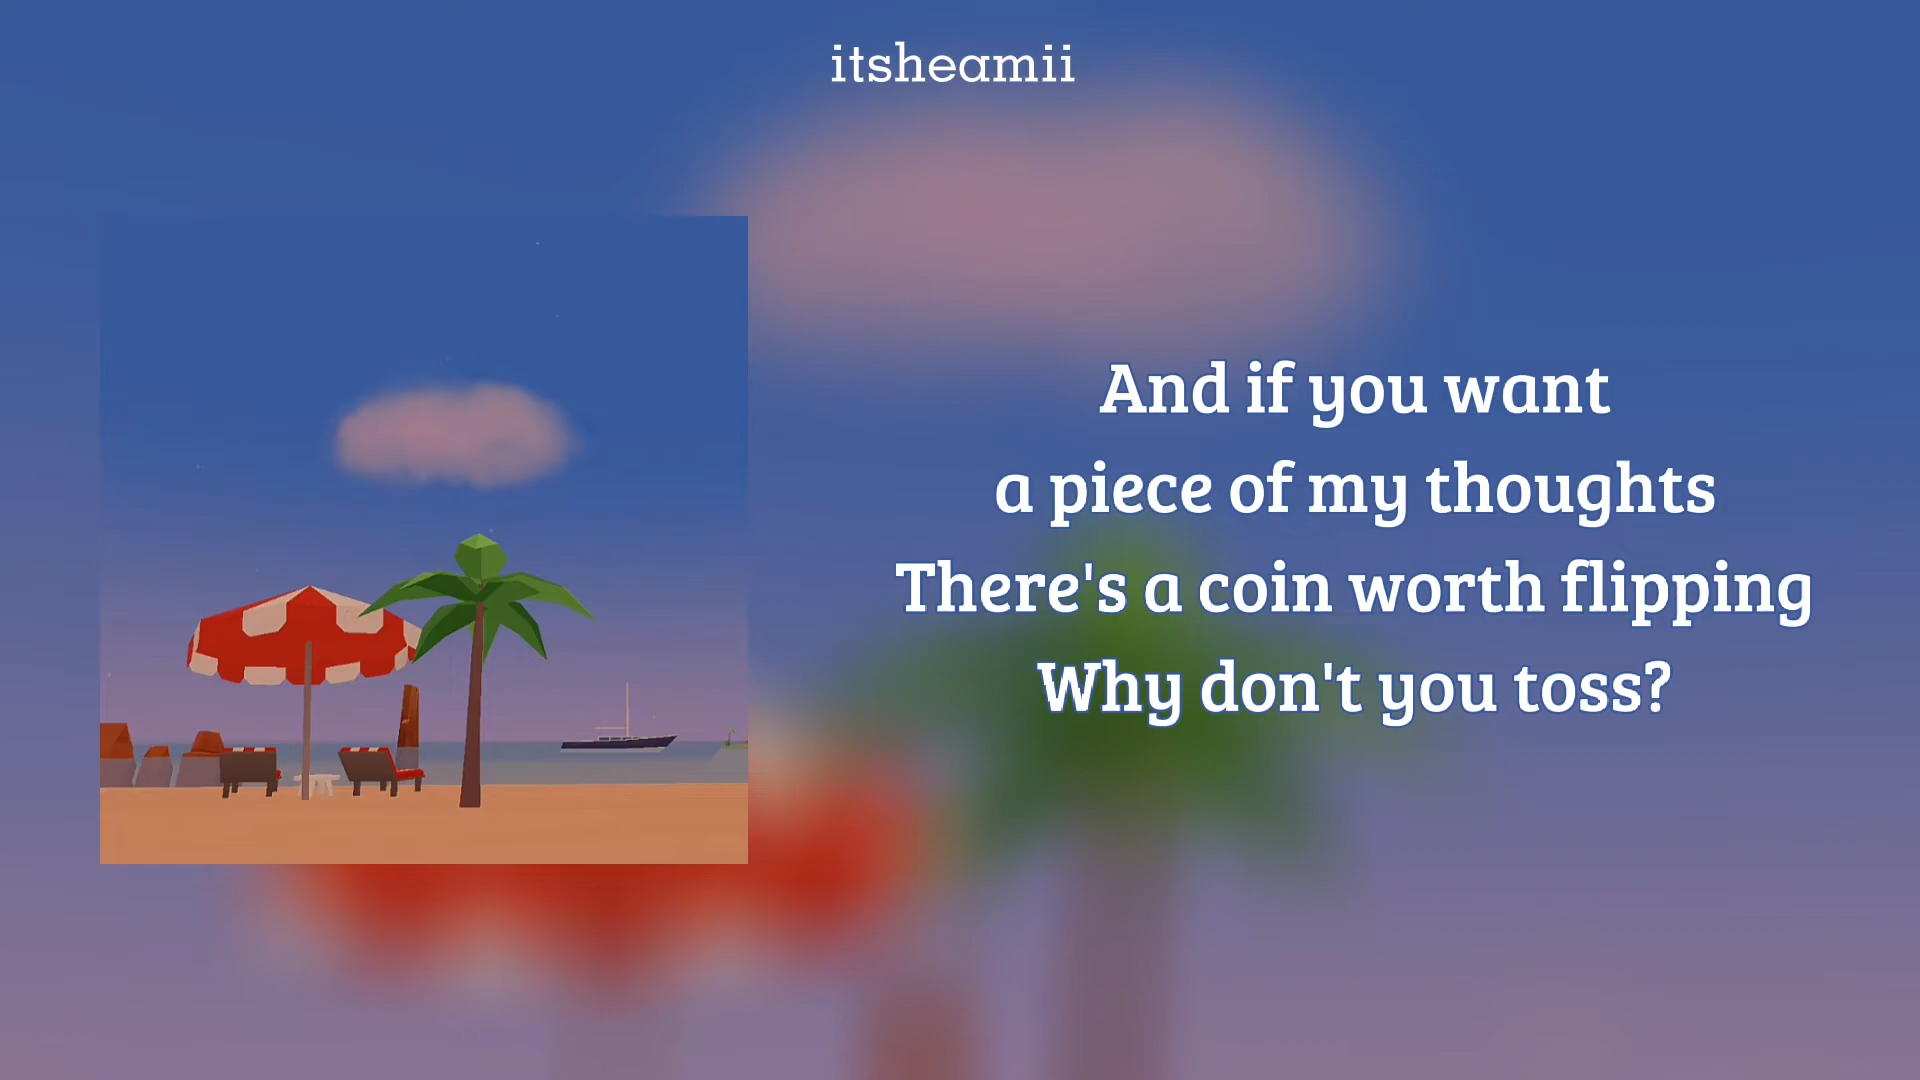 itsheamii
And if you want
a piece of my thoughts
There's a coin worth flipping
Why don't you toss?